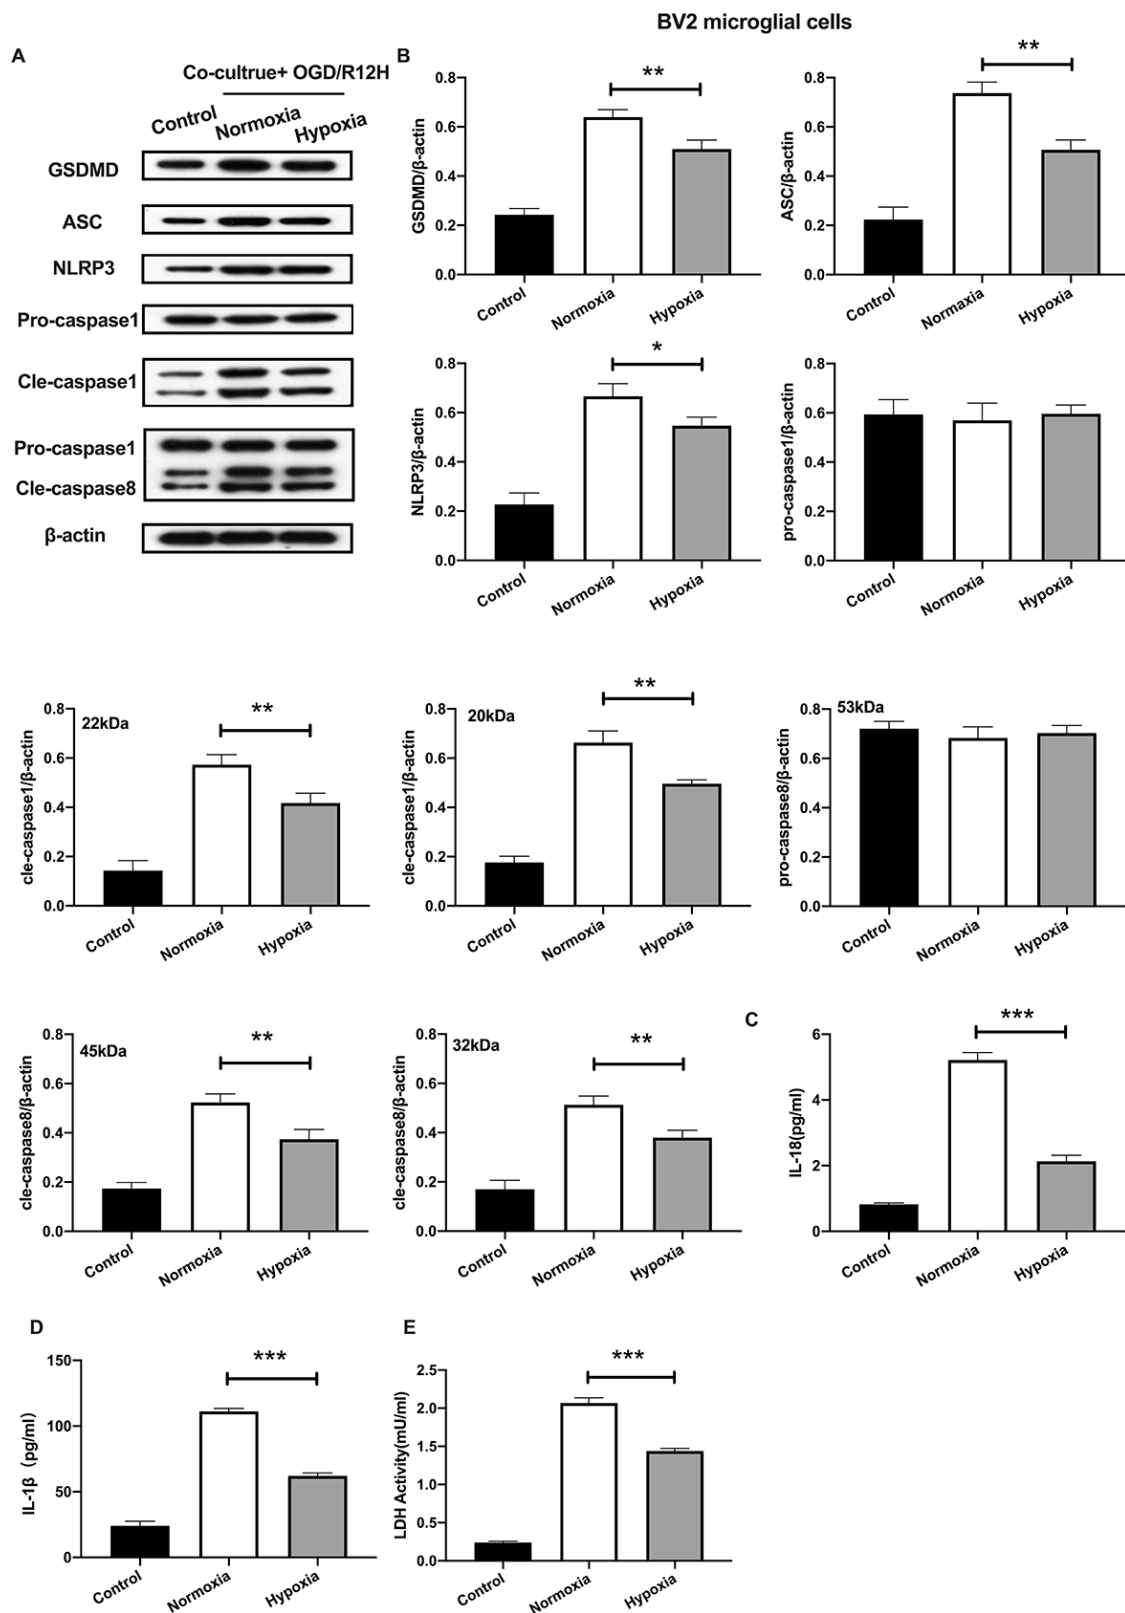 BV2 microglial cells
A
Co-cultrue+ OGD/R12H
Control
Normoxia
Hypoxia
GSDMD
ASC
NLRP3
Pro-caspase1
Cle-caspase1
Pro-caspase1
Cle-caspase8
β-actin
B
GSDMD/β-actin
0.8
0.6
0.4
0.2
0.0
**
Control
Normoxia
Hypoxia
ASC/β-actin
0.8
0.6
0.4
0.2
0.0
**
Control
Normaxia
Hypoxia
NLRP3/β-actin
0.8
0.6
0.4
0.2
0.0
*
Control
Normoxia
Hypoxia
pro-caspase1/β-actin
0.8
0.6
0.4
0.2
0.0
Control
Normoxia
Hypoxia
cle-caspase1/β-actin
0.8
0.6
0.4
0.2
0.0
22kDa
**
Control
Normoxia
Hypoxia
cle-caspase1/β-actin
0.8
0.6
0.4
0.2
0.0
20kDa
**
Control
Normoxia
Hypoxia
pro-caspase8/β-actin
0.8
0.6
0.4
0.2
0.0
53kDa
Control
Normoxia
Hypoxia
cle-caspase8/β-actin
0.8
0.6
0.4
0.2
0.0
45kDa
**
Control
Normoxia
Hypoxia
cle-caspase8/β-actin
0.8
0.6
0.4
0.2
0.0
32kDa
**
Control
Normoxia
Hypoxia
C
IL-18(pg/ml)
6
4
2
0
***
Control
Normoxia
Hypoxia
D
IL-1β (pg/ml)
150
100
50
0
***
Control
Normoxia
Hypoxia
E
LDH Activity(mU/ml)
2.5
2.0
1.5
1.0
0.5
0.0
***
Control
Normoxia
Hypoxia